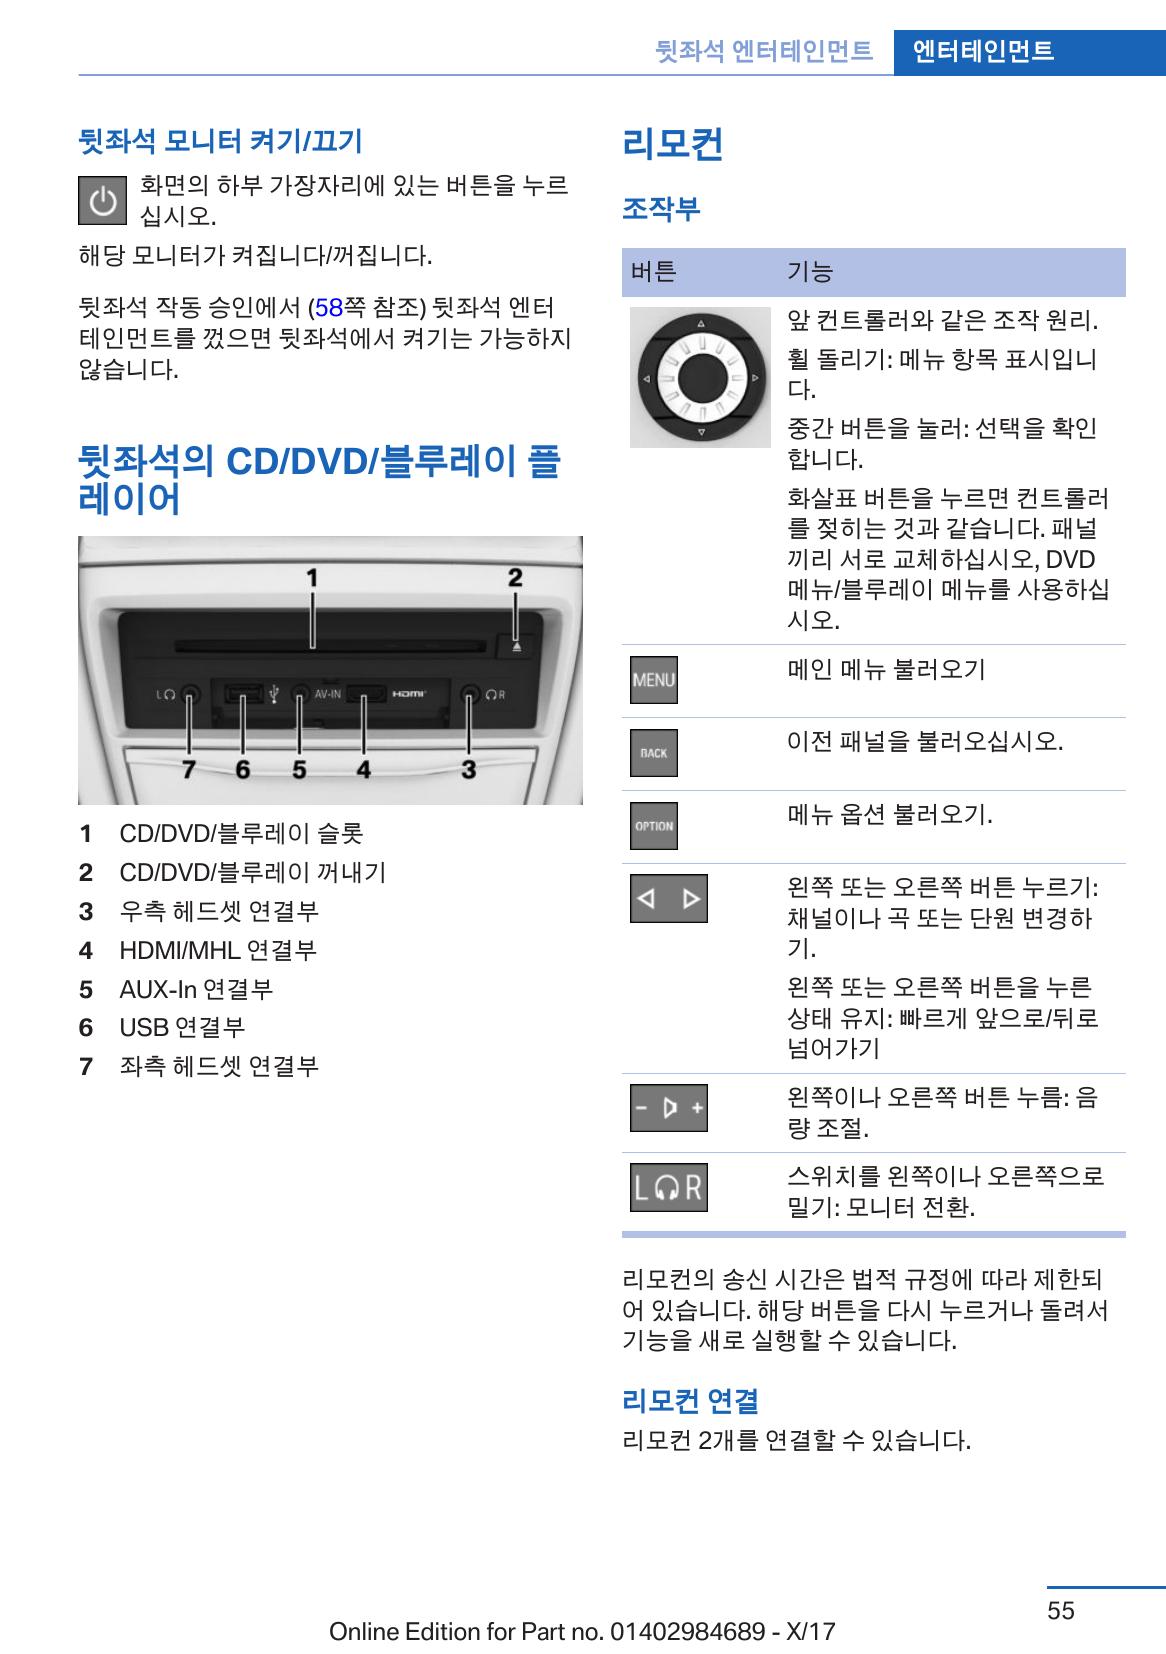 뒷좌석 엔터테인먼트 엔터테인먼트
뒷좌석 모니터 켜기/끄기
화면의 하부 가장자리에 있는 버튼을 누르
십시오.
해당 모니터가 켜집니다/꺼집니다.
뒷좌석 작동 승인에서 (58쪽 참조) 뒷좌석 엔터
테인먼트를 껐으면 뒷좌석에서 켜기는 가능하지
않습니다.
뒷좌석의 CD/DVD/블루레이 플
레이어
1 2
L R
AV-IN HDMI
7 6 5 4 3
1 CD/DVD/블루레이 슬롯
2 CD/DVD/블루레이 꺼내기
3 우측 헤드셋 연결부
4 HDMI/MHL 연결부
5 AUX-In 연결부
6 USB 연결부
7 좌측 헤드셋 연결부
리모컨
조작부
버튼 기능
앞 컨트롤러와 같은 조작 원리.
휠 돌리기: 메뉴 항목 표시입니
다.
중간 버튼을 눌러: 선택을 확인
합니다.
화살표 버튼을 누르면 컨트롤러
를 젖히는 것과 같습니다. 패널
끼리 서로 교체하십시오, DVD
메뉴/블루레이 메뉴를 사용하십
시오.
MENU 메인 메뉴 불러오기
BACK 이전 패널을 불러오십시오.
OPTION 메뉴 옵션 불러오기.
왼쪽 또는 오른쪽 버튼 누르기:
채널이나 곡 또는 단원 변경하
기.
왼쪽 또는 오른쪽 버튼을 누른
상태 유지: 빠르게 앞으로/뒤로
넘어가기
- + 왼쪽이나 오른쪽 버튼 누름: 음
량 조절.
L R 스위치를 왼쪽이나 오른쪽으로
밀기: 모니터 전환.
리모컨의 송신 시간은 법적 규정에 따라 제한되
어 있습니다. 해당 버튼을 다시 누르거나 돌려서
기능을 새로 실행할 수 있습니다.
리모컨 연결
리모컨 2개를 연결할 수 있습니다.
55
Online Edition for Part no. 01402984689 - X/17